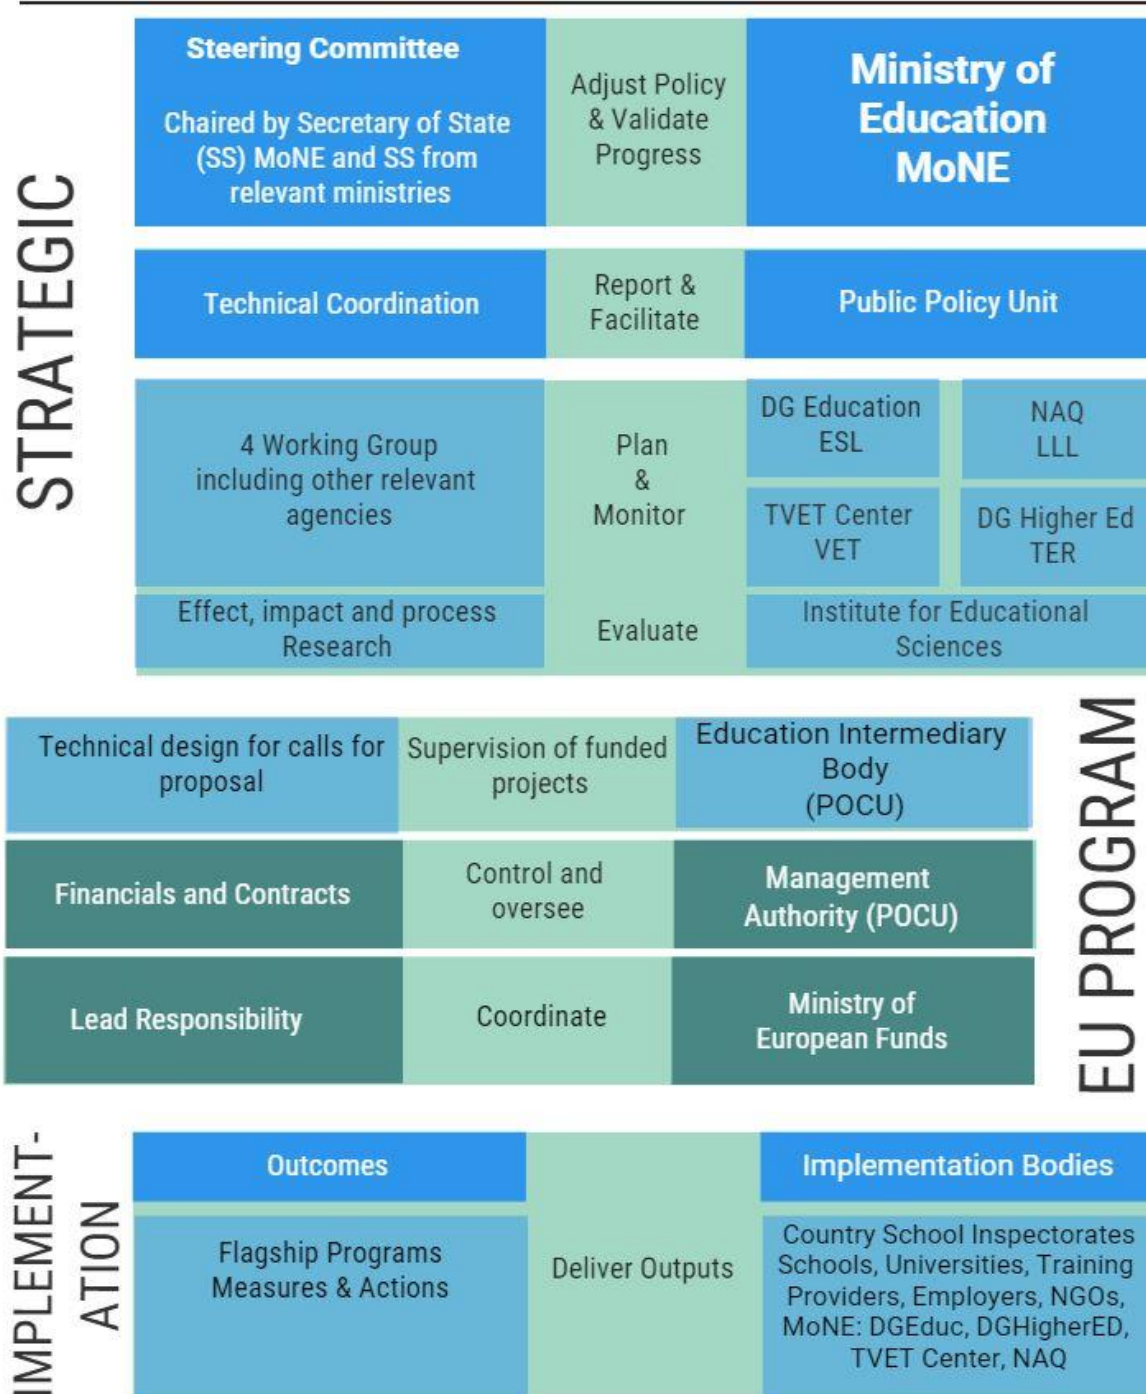 STRATEGIC
Steering Committee
Chaired by Secretary of State
(SS) MoNE and SS from
relevant ministries
Adjust Policy
& Validate
Progress
Ministry of
Education
MoNE
Technical Coordination
Report &
Facilitate
Public Policy Unit
4 Working Group
including other relevant
agencies
Plan
&
Monitor
DG Education
ESL
NAQ
LLL
TVET Center
VET
DG Higher Ed
TER
Effect, impact and process
Research
Evaluate
Institute for Educational
Sciences
EU PROGRAM
Technical design for calls for
proposal
Supervision of funded
projects
Education Intermediary
Body
(POCU)
Financials and Contracts
Control and
oversee
Management
Authority (POCU)
Lead Responsibility
Coordinate
Ministry of
European Funds
IMPLEMENT-
ATION
Outcomes
Implementation Bodies
Flagship Programs
Measures & Actions
Deliver Outputs
Country School Inspectorates
Schools, Universities, Training
Providers, Employers, NGOs,
MoNE: DGEduc, DGHigherED,
TVET Center, NAQ